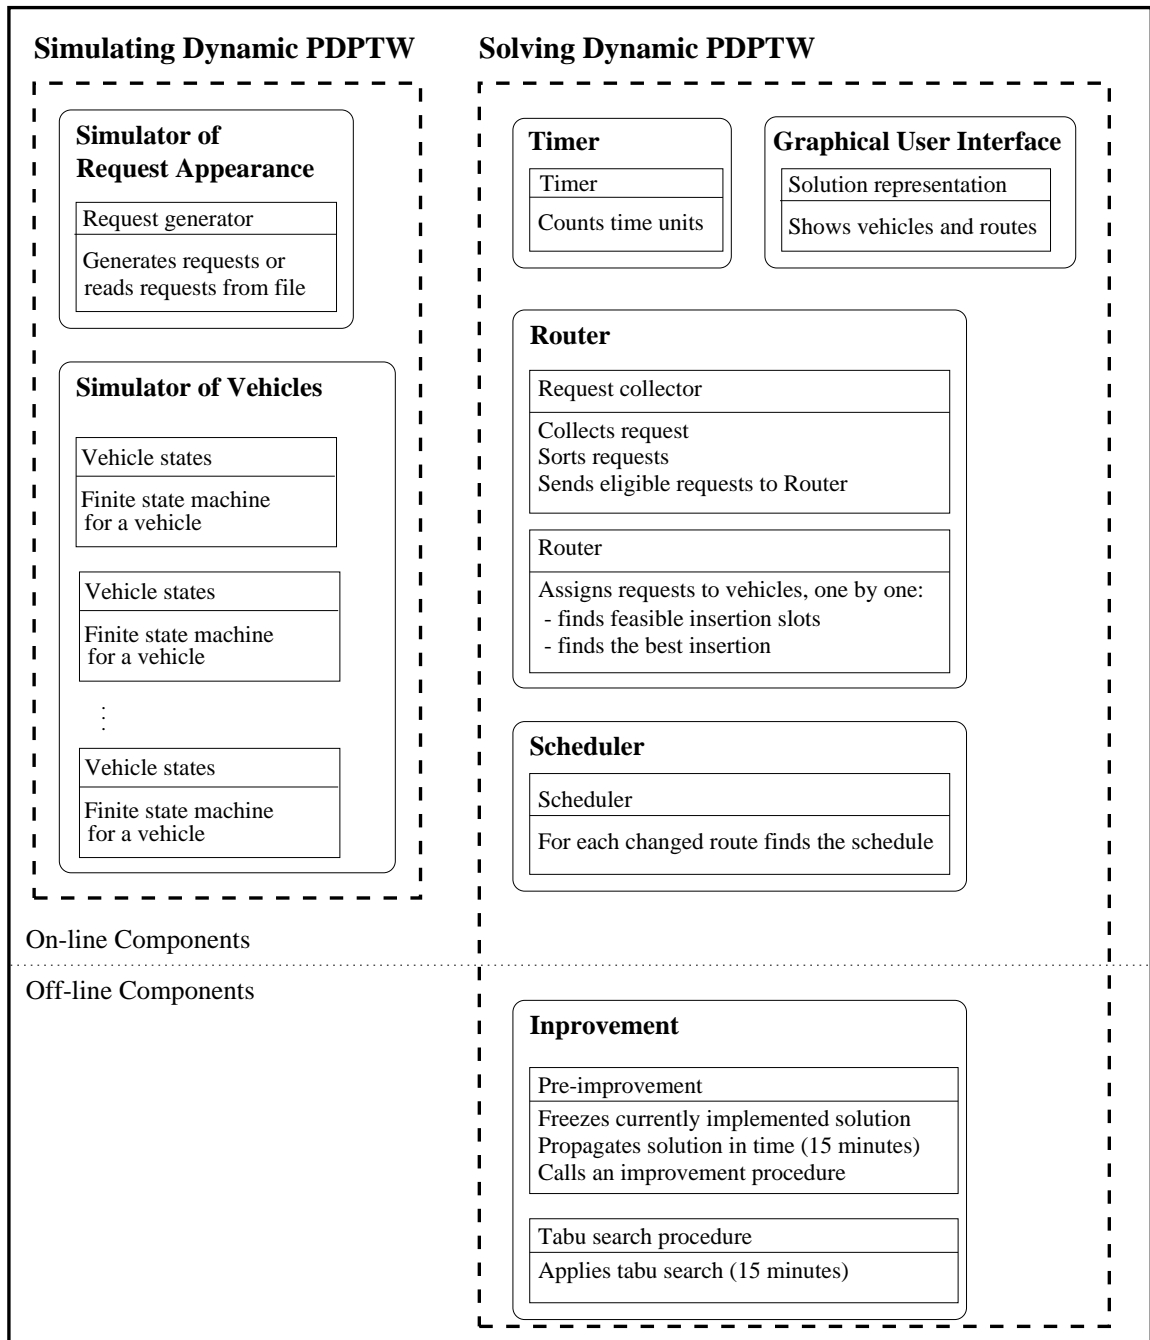 Simulating Dynamic PDPTW
Simulator of
Request Appearance
Request generator
Generates requests or
reads requests from file
Simulator of Vehicles
Vehicle states
Finite state machine
for a vehicle
Vehicle states
Finite state machine
for a vehicle
Vehicle states
Finite state machine
for a vehicle
Solving Dynamic PDPTW
Timer
Timer
Counts time units
Graphical User Interface
Solution representation
Shows vehicles and routes
Router
Request collector
Collects request
Sorts requests
Sends eligible requests to Router
Router
Assigns requests to vehicles, one by one:
- finds feasible insertion slots
- finds the best insertion
Scheduler
Scheduler
For each changed route finds the schedule
On-line Components
Off-line Components
Inprovement
Pre-improvement
Freezes currently implemented solution
Propagates solution in time (15 minutes)
Calls an improvement procedure
Tabu search procedure
Applies tabu search (15 minutes)